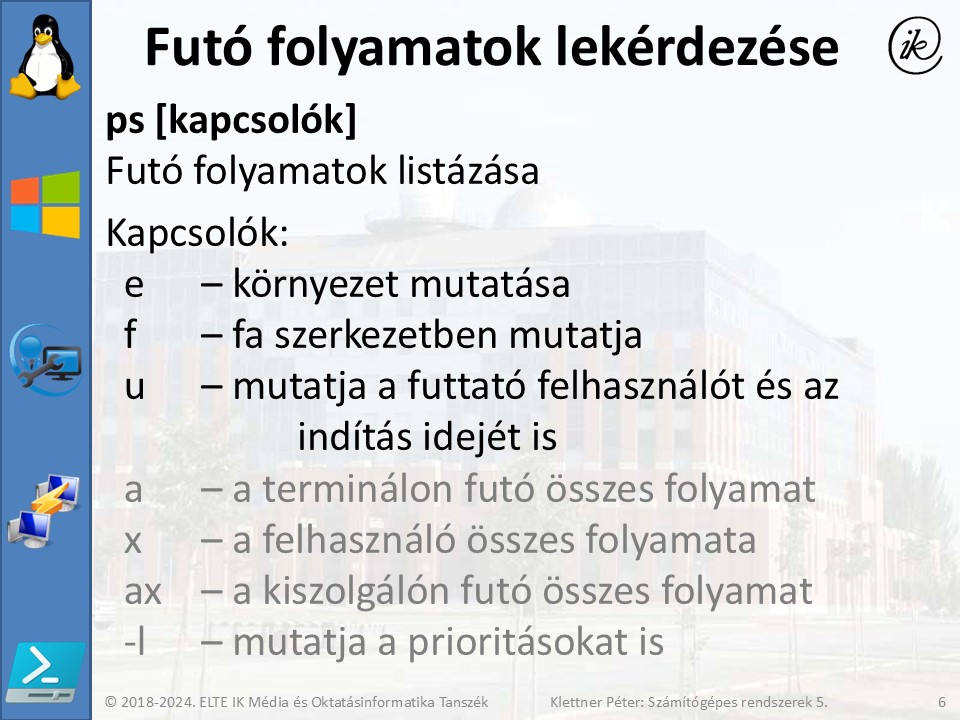 Futó folyamatok lekérdezése
ik
ps [kapcsolók]
Futó folyamatok listázása
Kapcsolók:
e – környezet mutatása
f – fa szerkezetben mutatja
u – mutatja a futtató felhasználót és az
indítás idejét is
a – a terminálon futó összes folyamat
x – a felhasználó összes folyamata
ax – a kiszolgálón futó összes folyamat
-l – mutatja a prioritásokat is
© 2018-2024. ELTE IK Média és Oktatásinformatika Tanszék Klettner Péter: Számítógépes rendszerek 5. 6